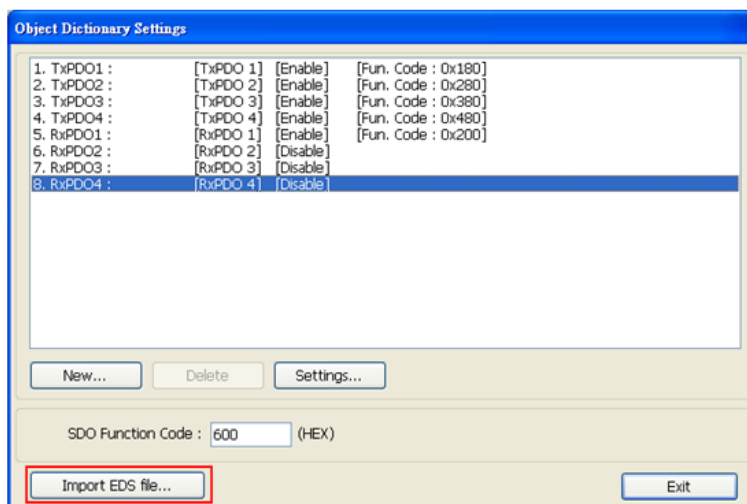 Object Dictionary Settings
1. TxPDO1 : [TxPDO 1] [Enable] [Fun. Code : 0x180]
2. TxPDO2 : [TxPDO 2] [Enable] [Fun. Code : 0x280]
3. TxPDO3 : [TxPDO 3] [Enable] [Fun. Code : 0x380]
4. TxPDO4 : [TxPDO 4] [Enable] [Fun. Code : 0x480]
5. RxPDO1 : [RxPDO 1] [Enable] [Fun. Code : 0x200]
6. RxPDO2 : [RxPDO 2] [Disable]
7. RxPDO3 : [RxPDO 3] [Disable]
8. RxPDO4 : [RxPDO 4] [Disable]
New... Delete Settings...
SDO Function Code : 600 (HEX)
Import EDS file... Exit